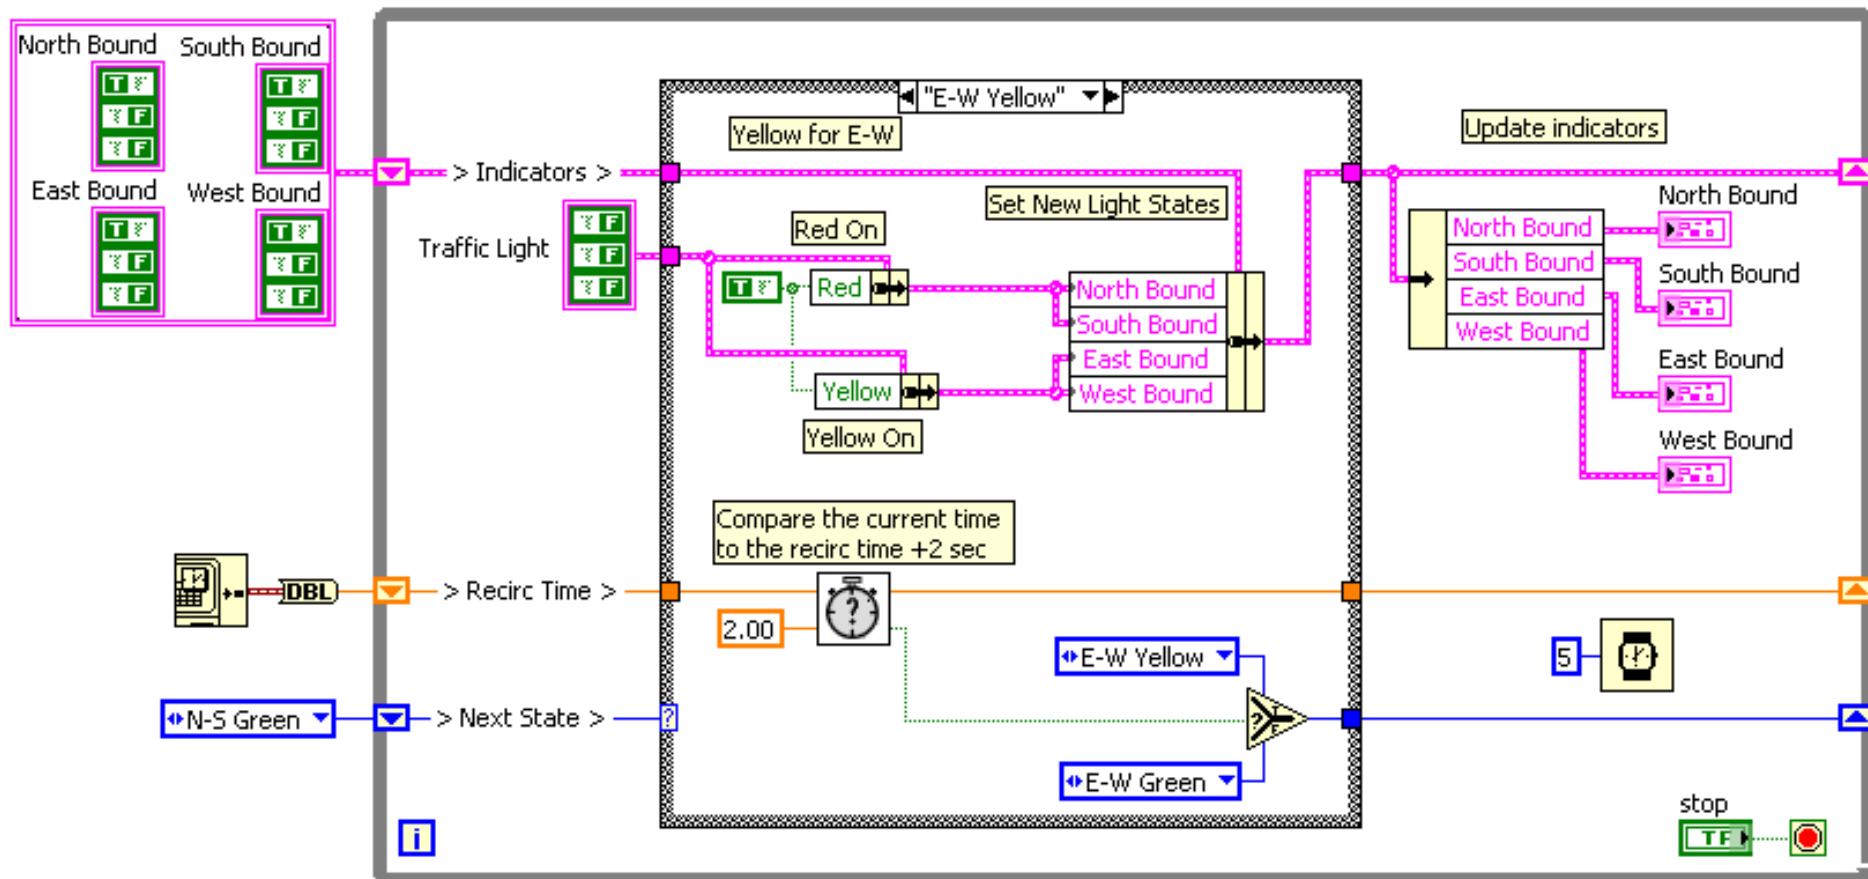 North Bound
South Bound
T
F
F
T
F
F
East Bound
West Bound
T
F
F
T
F
F
"E-W Yellow"
Yellow for E-W
Update indicators
> Indicators >
Set New Light States
Red On
Traffic Light
F
F
F
T
Red
North Bound
South Bound
East Bound
West Bound
Yellow
Yellow On
North Bound
South Bound
East Bound
West Bound
North Bound
South Bound
East Bound
West Bound
Compare the current time
to the recirc time +2 sec
DBL
> Recirc Time >
?
2.00
E-W Yellow
5
N-S Green
> Next State >
?
?
T
F
E-W Green
i
stop
TF